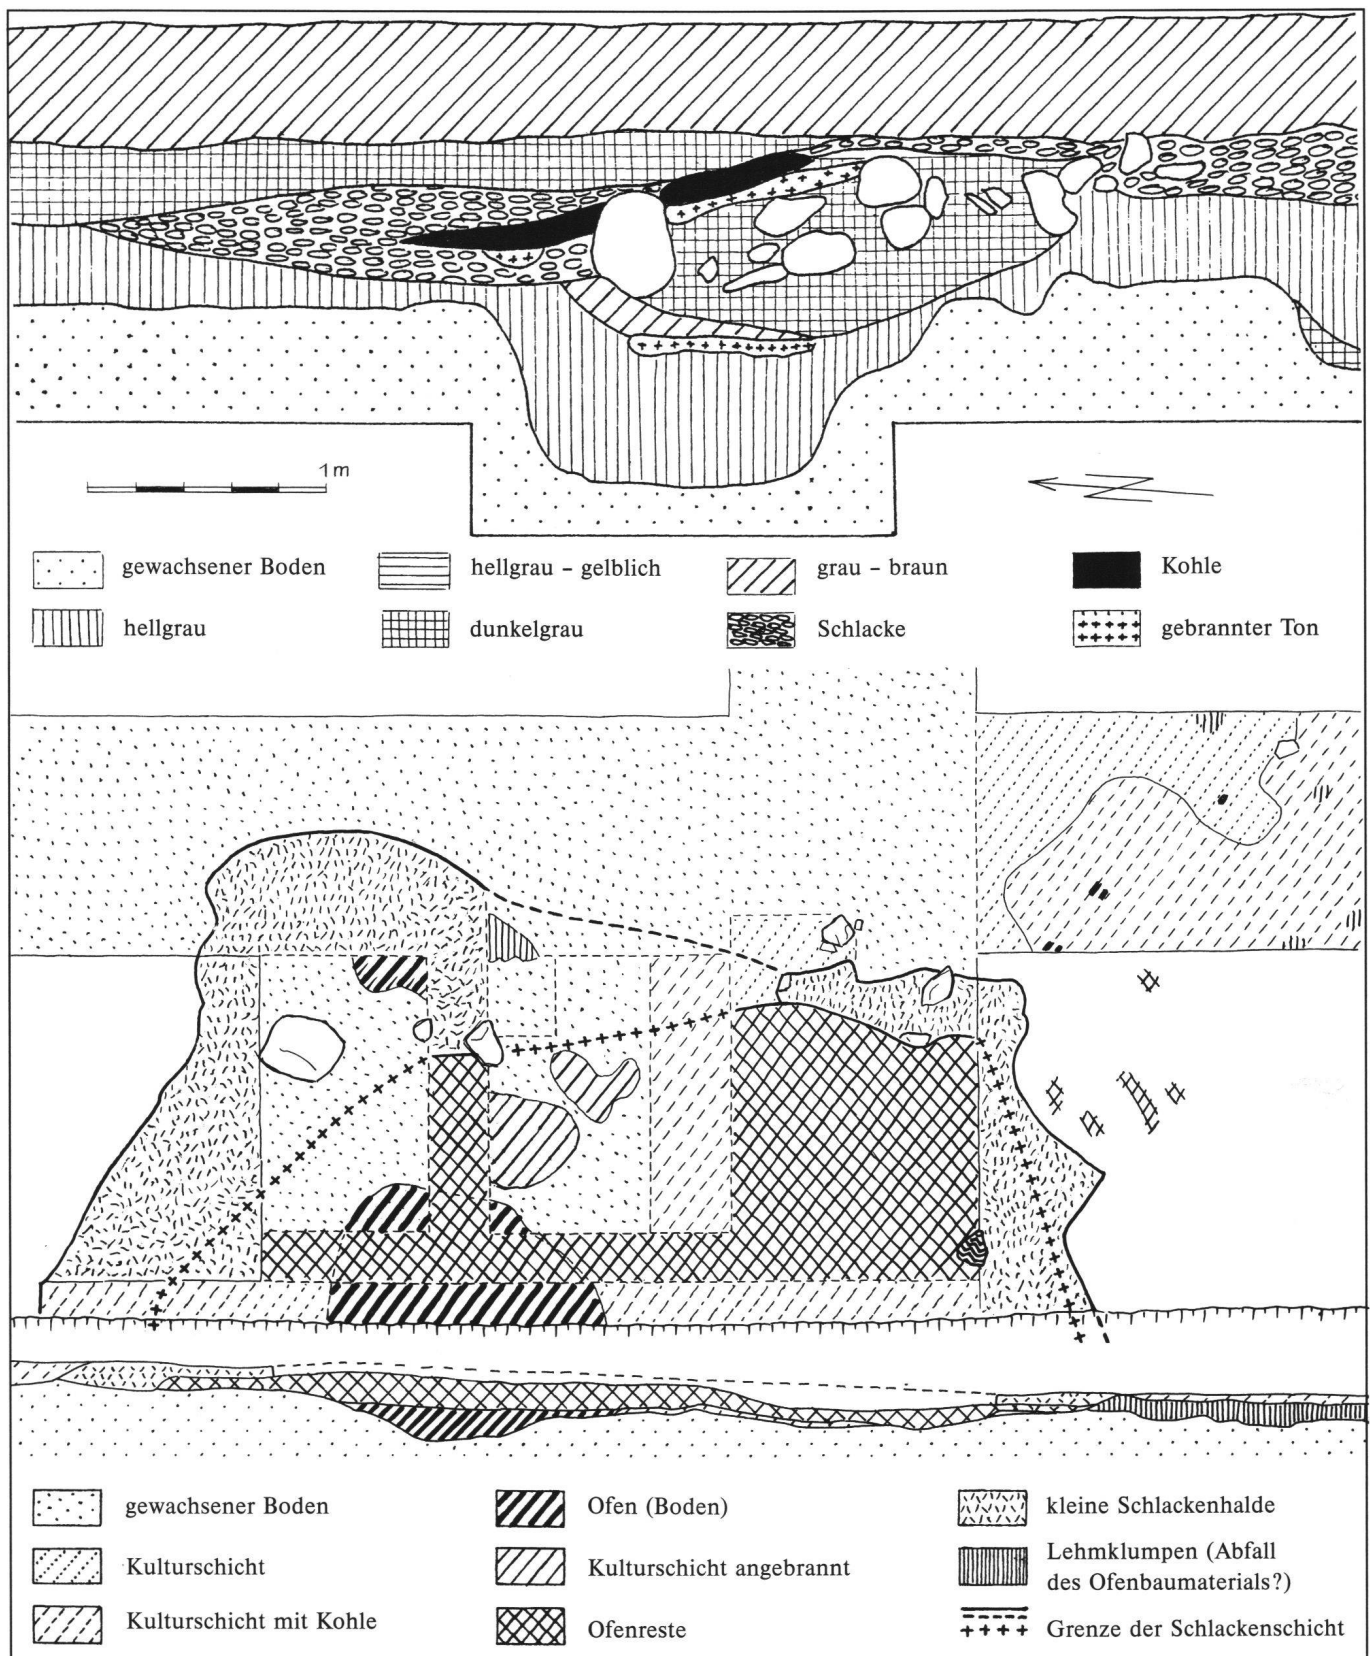 1 m
gewachsener Boden
hellgrau – gelblich
grau – braun
Kohle
hellgrau
dunkelgrau
Schlacke
gebrannter Ton
gewachsener Boden
Ofen (Boden)
kleine Schlackenhalde
Kulturschicht
Kulturschicht angebrannt
Lehmklumpen (Abfall
des Ofenbaumaterials?)
Kulturschicht mit Kohle
Ofenreste
Grenze der Schlackenschicht